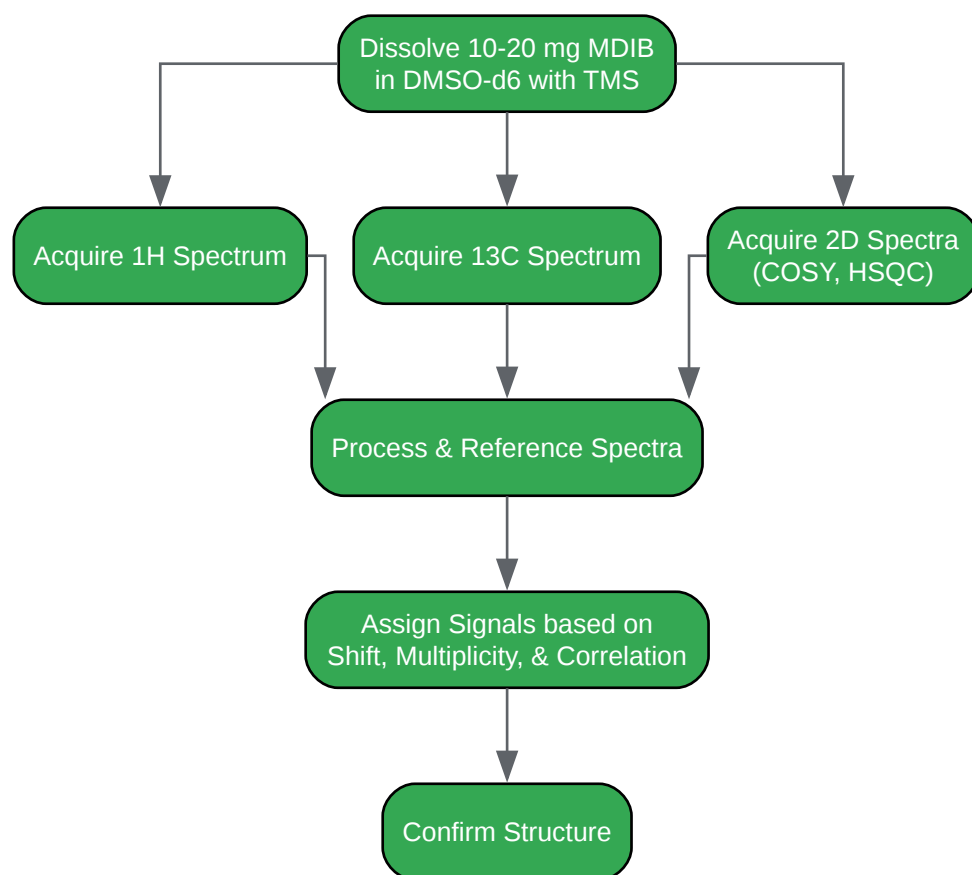 Dissolve 10-20 mg MDIB
in DMSO-d6 with TMS
Acquire 1H Spectrum
Acquire 13C Spectrum
Acquire 2D Spectra
(COSY, HSQC)
Process & Reference Spectra
Assign Signals based on
Shift, Multiplicity, & Correlation
Confirm Structure